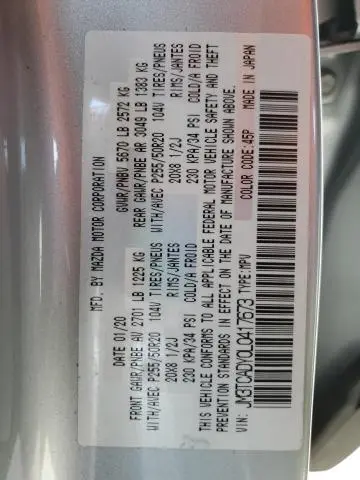 MFD. BY MAZDA MOTOR CORPORATION
DATE 01/20 GVWR/PNBV 5670 LB 2572 KG
FRONT GAWR/PNBE AV 2701 LB 1225 KG REAR GAWR/PNBE AR 3049 LB 1383 KG
WITH/AVEC P255/50R20 104V TIRES/PNEUS WITH/AVEC P255/50R20 104V TIRES/PNEUS
20X8 1/2J RIMS/JANTES 20X8 1/2J RIMS/JANTES
230 KPA/34 PSI COLD/A FROID 230 KPA/34 PSI COLD/A FROID
THIS VEHICLE CONFORMS TO ALL APPLICABLE FEDERAL MOTOR VEHICLE SAFETY AND THEFT
PREVENTION STANDARDS IN EFFECT ON THE DATE OF MANUFACTURE SHOWN ABOVE.
COLOR CODE:45P MADE IN JAPAN
VIN: JM3TCADY0L0417673 TYPE:MPV